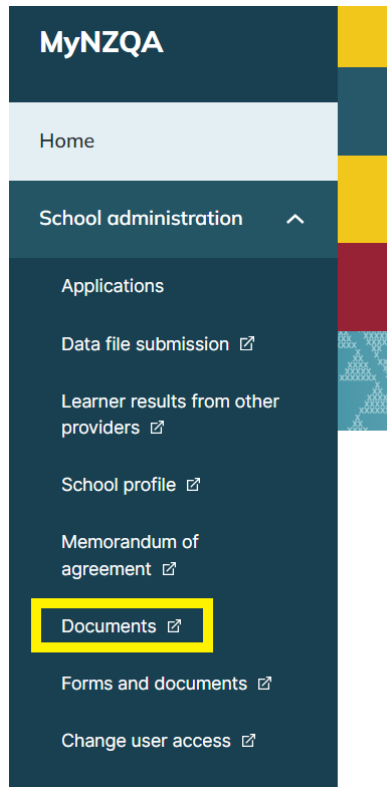 MyNZQA
Home
School administration
Applications
Data file submission
Learner results from other
providers
School profile
Memorandum of
agreement
Documents
Forms and documents
Change user access